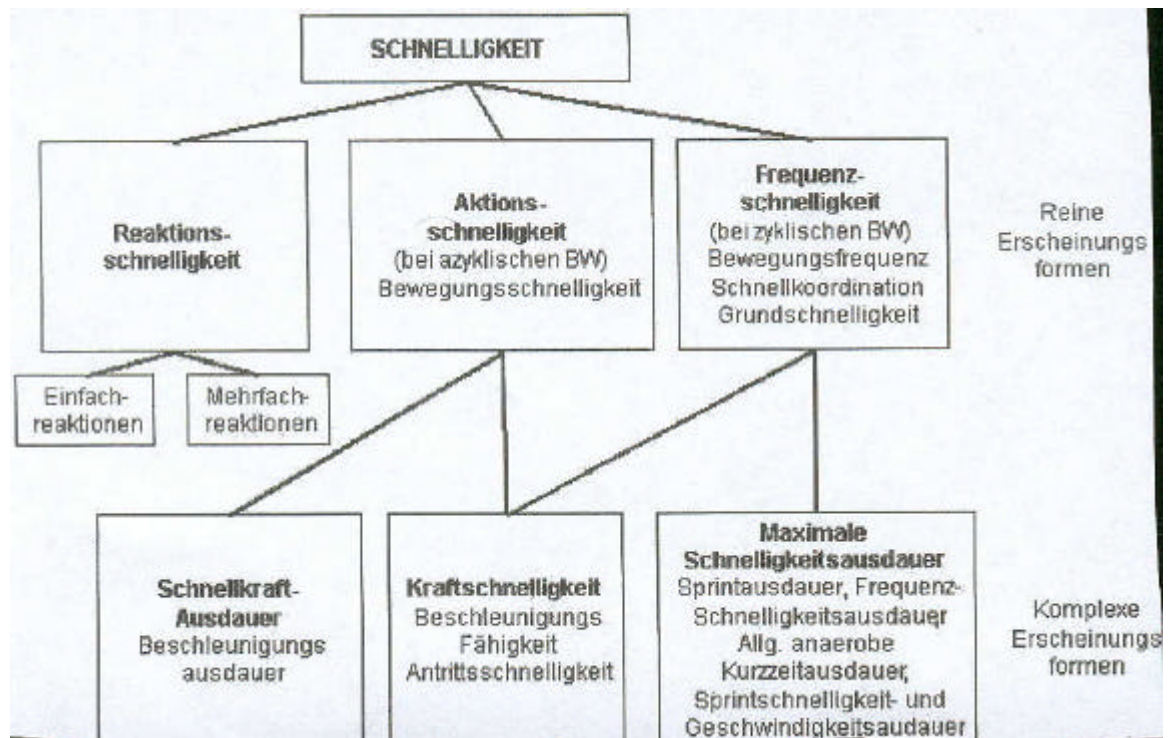 SCHNELLIGKEIT
Reaktions-
schnelligkeit
Aktions-
schnelligkeit
(bei azyklischen BW)
Bewegungsschnelligkeit
Frequenz-
schnelligkeit
(bei zyklischen BW)
Bewegungsfrequenz
Schnellkoordination
Grundschnelligkeit
Reine
Erscheinungs
formen
Einfach-
reaktionen
Mehrfach-
reaktionen
Schnellkraft-
Ausdauer
Beschleunigungs
ausdauer
Kraftschnelligkeit
Beschleunigungs
Fähigkeit
Antrittsschnelligkeit
Maximale
Schnelligkeitsausdauer
Sprintausdauer, Frequenz-
Schnelligkeitsausdauer
Allg. anaerobe
Kurzzeitausdauer,
Sprintschnelligkeit- und
Geschwindigkeitsaudauer
Komplexe
Erscheinungs
formen